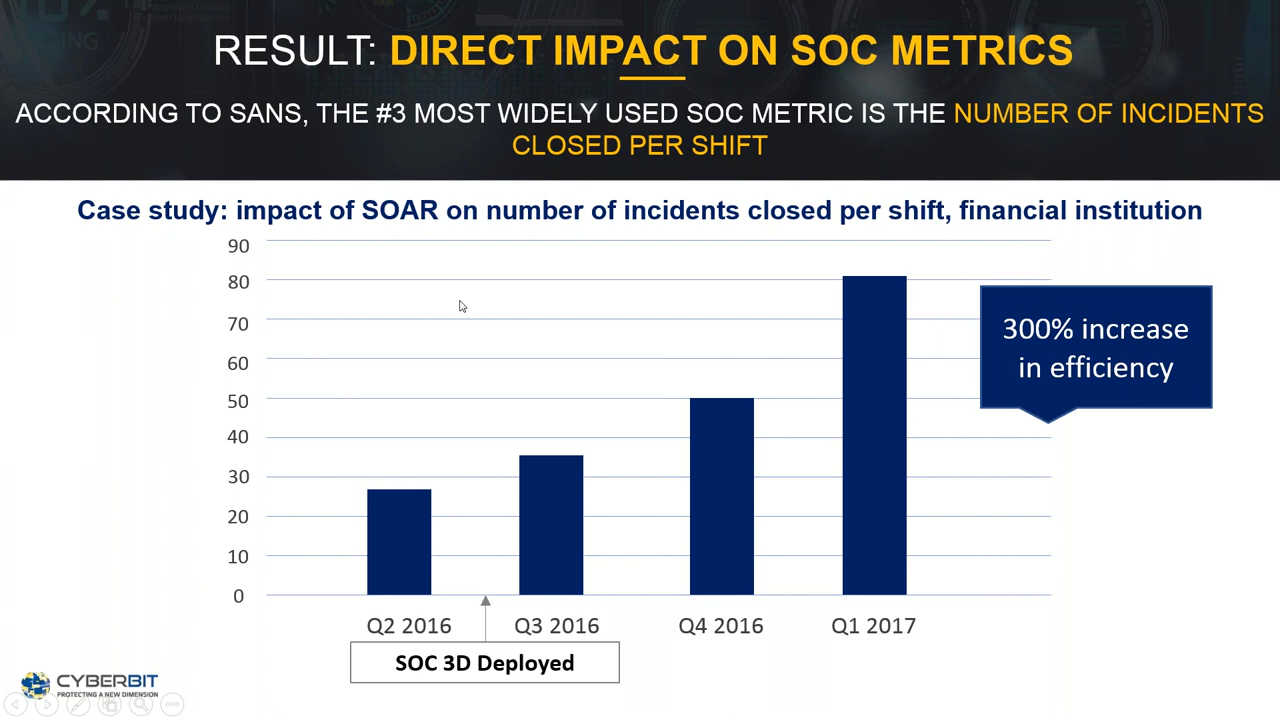 RESULT: DIRECT IMPACT ON SOC METRICS
ACCORDING TO SANS, THE #3 MOST WIDELY USED SOC METRIC IS THE NUMBER OF INCIDENTS
CLOSED PER SHIFT
Case study: impact of SOAR on number of incidents closed per shift, financial institution
90
80
70
60
50
40
30
20
10
0
300% increase
in efficiency
Q2 2016 Q3 2016 Q4 2016 Q1 2017
SOC 3D Deployed
CYBERBIT
PROTECTING A NEW DIMENSION